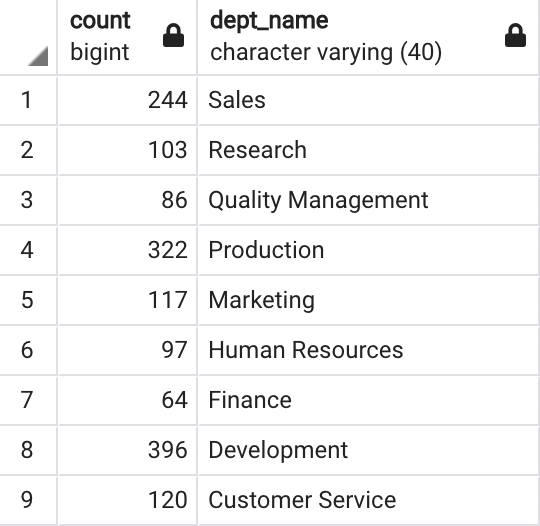 count dept_name
bigint character varying (40)
1 244 Sales
2 103 Research
3 86 Quality Management
4 322 Production
5 117 Marketing
6 97 Human Resources
7 64 Finance
8 396 Development
9 120 Customer Service